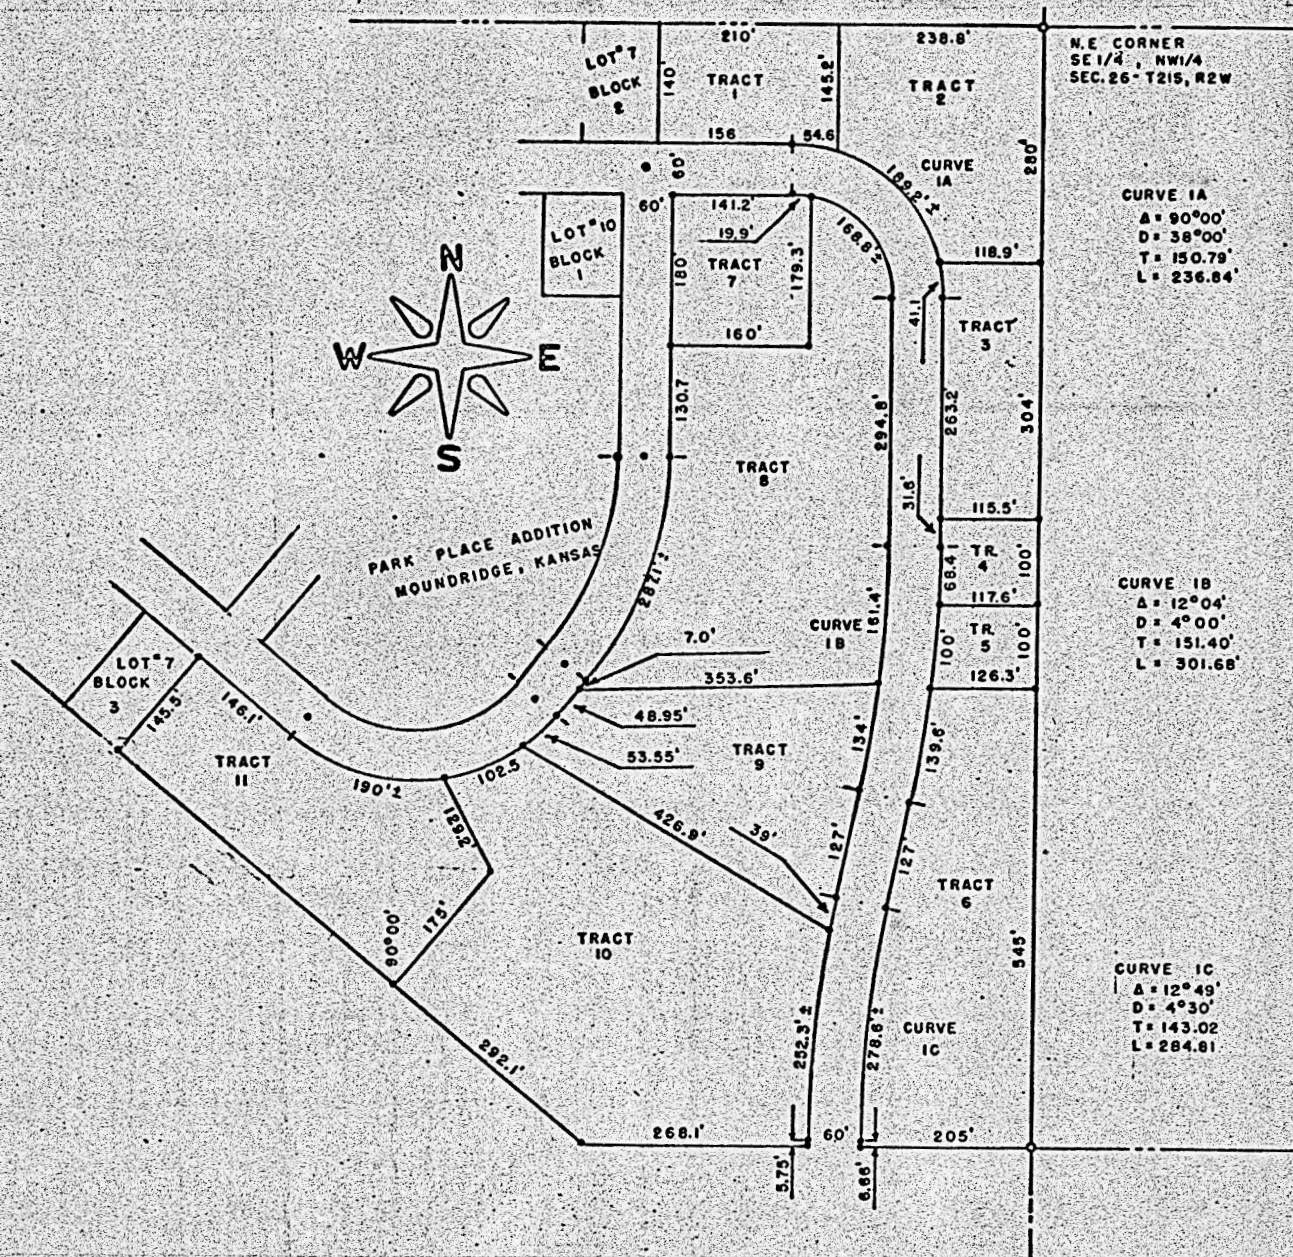 210'
238.8'
N.E CORNER
SE 1/4 , NW1/4
SEC. 26 - T21S, R2W
LOT #7
BLOCK
2
140'
TRACT
1
145.2'
TRACT
2
156
54.6
60'
CURVE
1A
189.2' ±
280'
CURVE 1A
Δ = 90°00'
D = 38°00'
T = 150.79'
L = 236.84'
LOT #10
BLOCK
1
60'
141.2'
19.9'
168.8' ±
118.9'
180'
TRACT
7
179.3'
160'
41.1
TRACT
3
N
W
E
S
130.7
294.8'
263.2'
304'
TRACT
8
31.6'
115.5'
PARK PLACE ADDITION
MOUNDRIDGE, KANSAS
282.1' ±
68.4
TR.
4
100'
117.6'
CURVE 1B
Δ = 12°04'
D = 4°00'
T = 151.40'
L = 301.68'
161.4'
CURVE
1B
100'
TR.
5
100'
126.3'
7.0'
353.6'
LOT #7
BLOCK
3
145.5'
146.1'
48.95'
53.55'
TRACT
9
134'
139.6'
TRACT
11
190' ±
102.5
129.2'
426.9'
39'
127'
127'
TRACT
6
175'
90°00'
TRACT
10
545'
CURVE 1C
Δ = 12°49'
D = 4°30'
T = 143.02
L = 284.81
292.1'
252.3' ±
278.6' ±
CURVE
1C
268.1'
60'
205'
5.75'
6.66'